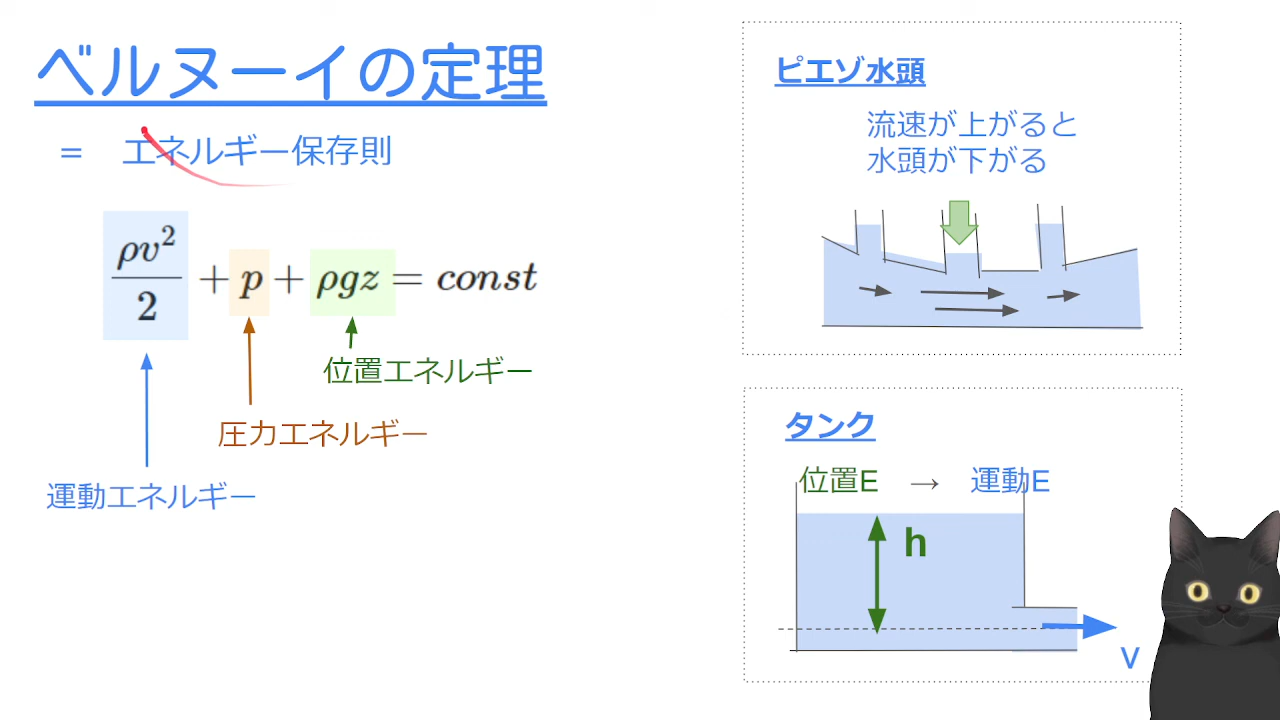 ベルヌーイの定理
= エネルギー保存則
ρv²/2 + p + ρgz = const
位置エネルギー
圧力エネルギー
運動エネルギー
ピエゾ水頭
流速が上がると
水頭が下がる
タンク
位置E → 運動E
h
v